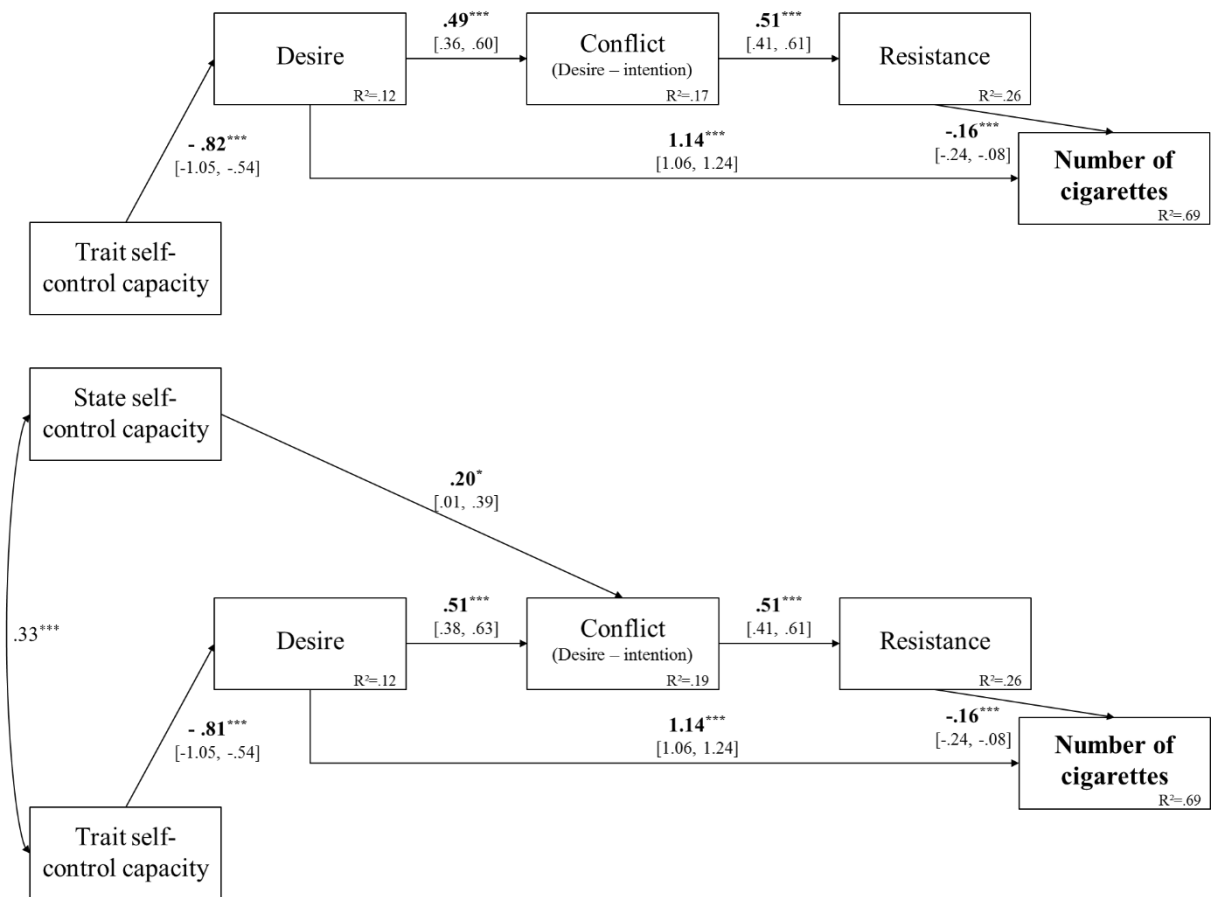 .49***
[.36, .60]
.51***
[.41, .61]
Desire
R²=.12
Conflict
(Desire – intention)
R²=.17
Resistance
R²=.26
- .82***
[-1.05, -.54]
1.14***
[1.06, 1.24]
-.16***
[-.24, -.08]
Number of
cigarettes
R²=.69
Trait self-
control capacity
State self-
control capacity
.20*
[.01, .39]
.33***
Desire
R²=.12
.51***
[.38, .63]
Conflict
(Desire – intention)
R²=.19
.51***
[.41, .61]
Resistance
R²=.26
- .81***
[-1.05, -.54]
1.14***
[1.06, 1.24]
-.16***
[-.24, -.08]
Number of
cigarettes
R²=.69
Trait self-
control capacity